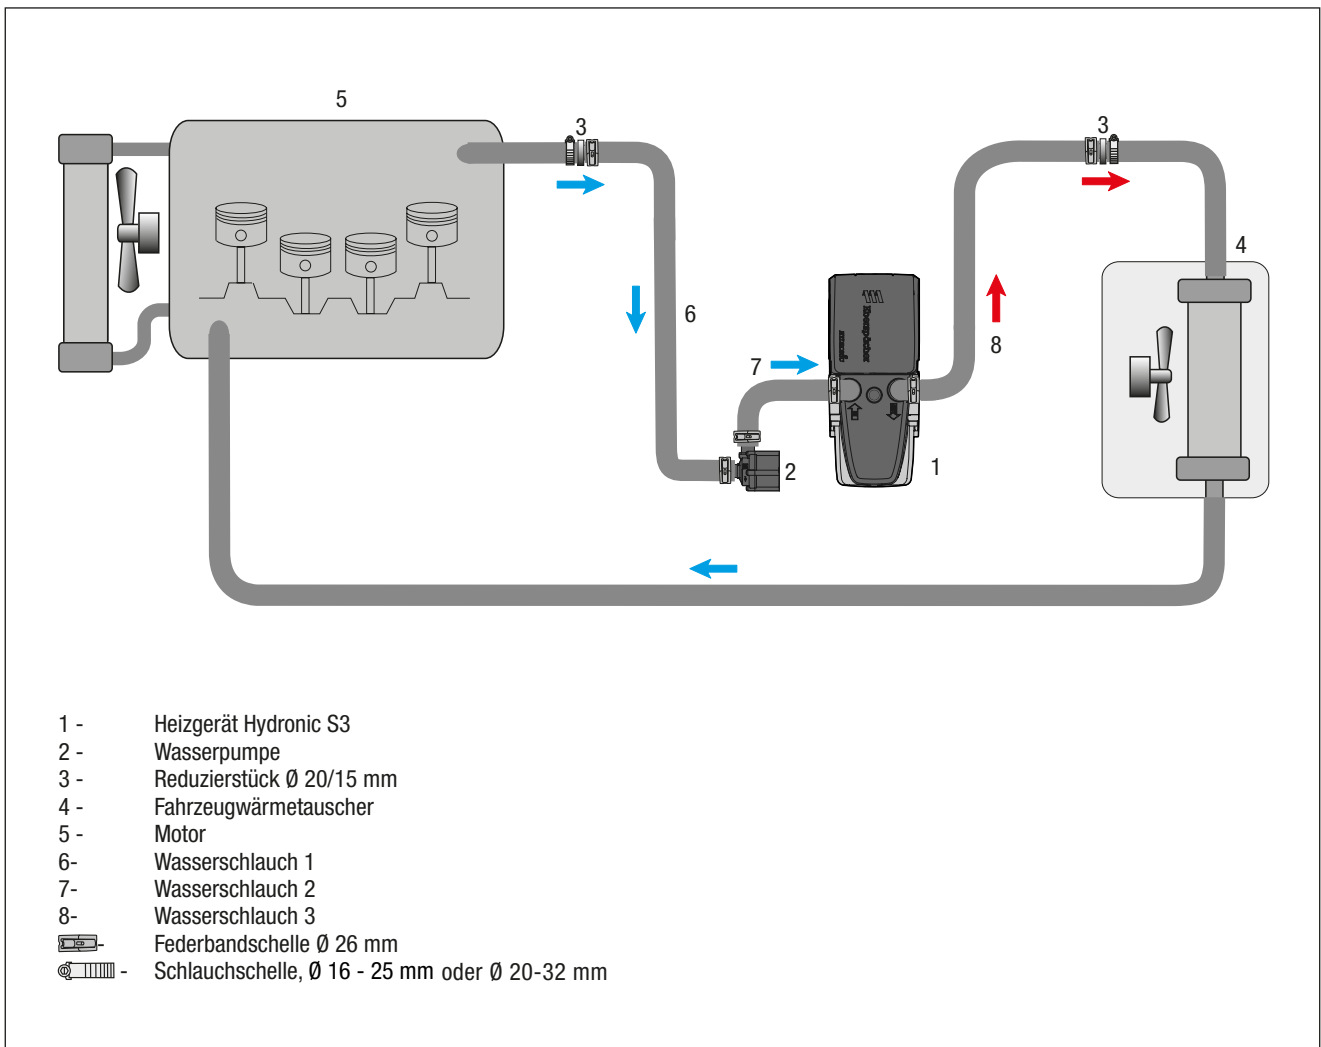 5
3
3
4
6
8
7
Eberspächer
2
1
1 - Heizgerät Hydronic S3
2 - Wasserpumpe
3 - Reduzierstück Ø 20/15 mm
4 - Fahrzeugwärmetauscher
5 - Motor
6- Wasserschlauch 1
7- Wasserschlauch 2
8- Wasserschlauch 3
- Federbandschelle Ø 26 mm
- Schlauchschelle, Ø 16 - 25 mm oder Ø 20-32 mm